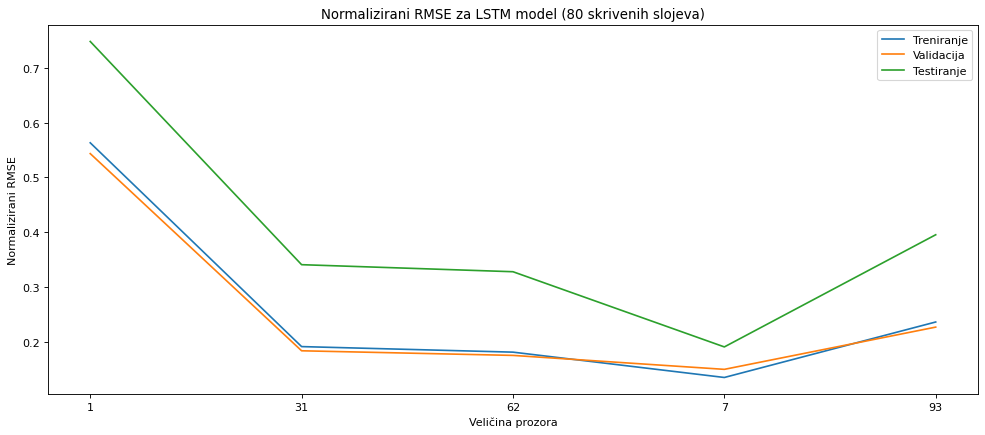 Normalizirani RMSE za LSTM model (80 skrivenih slojeva)
Treniranje
Validacija
Testiranje
Normalizirani RMSE
0.7
0.6
0.5
0.4
0.3
0.2
1
31
62
7
93
Veličina prozora